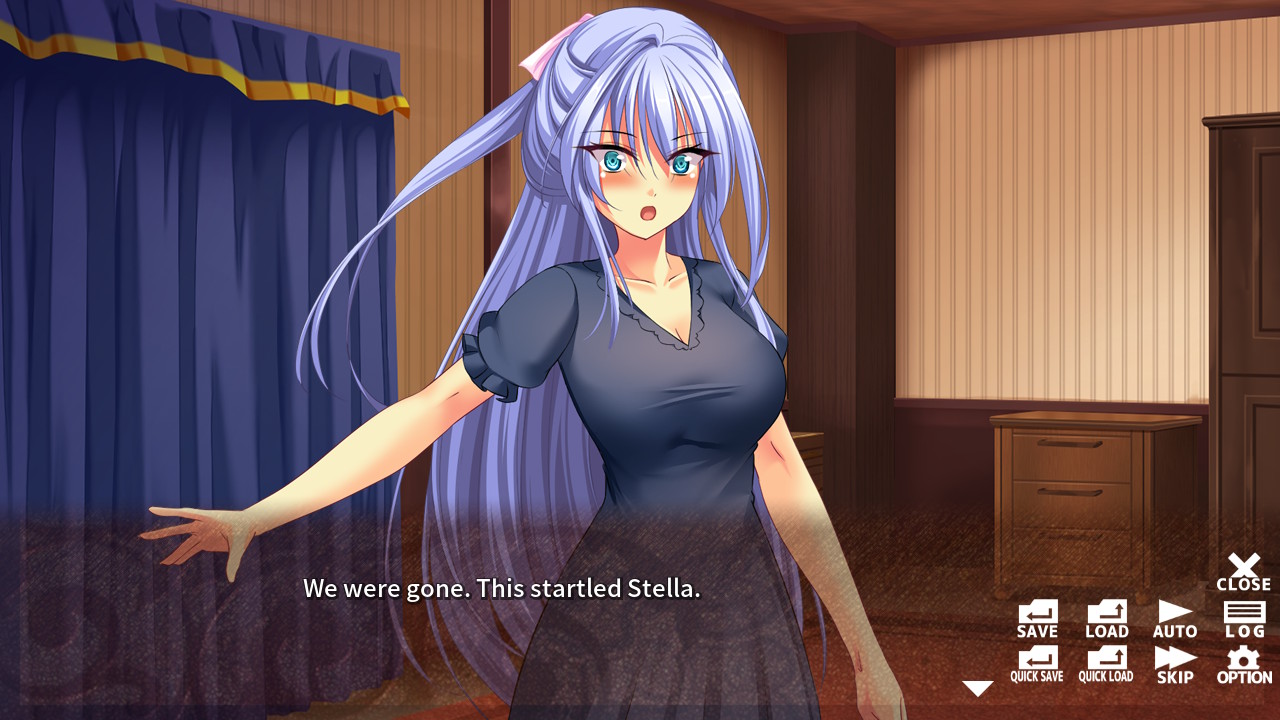 We were gone. This startled Stella.
CLOSE
SAVE
LOAD
AUTO
LOG
QUICK SAVE
QUICK LOAD
SKIP
OPTION